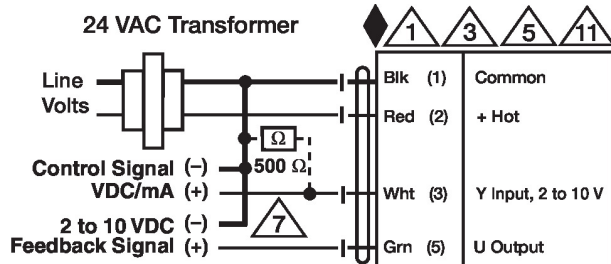 24 VAC Transformer
1 3 5 11
Line
Volts
Blk (1) Common
Red (2) + Hot
Ω
500 Ω
Control Signal (–)
VDC/mA (+)
Wht (3) Y Input, 2 to 10 V
7
2 to 10 VDC (–)
Feedback Signal (+)
Grn (5) U Output